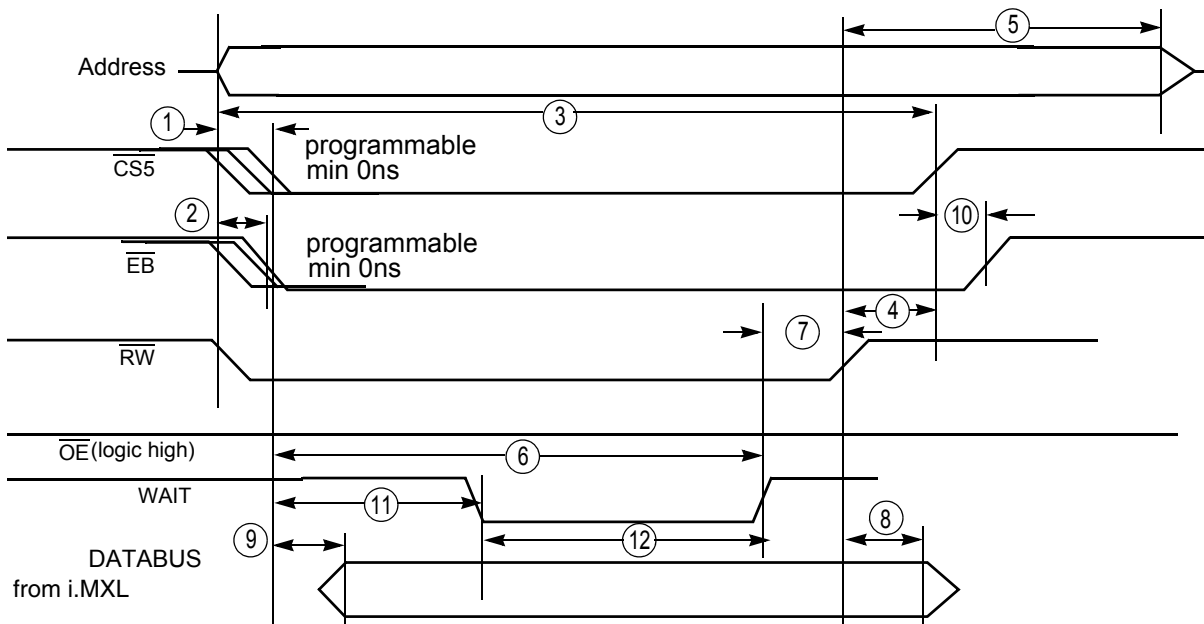 5
Address
1
3
programmable
min 0ns
CS5
2
10
programmable
min 0ns
EB
4
7
RW
OE(logic high)
6
WAIT
11
8
9
12
DATABUS
from i.MXL